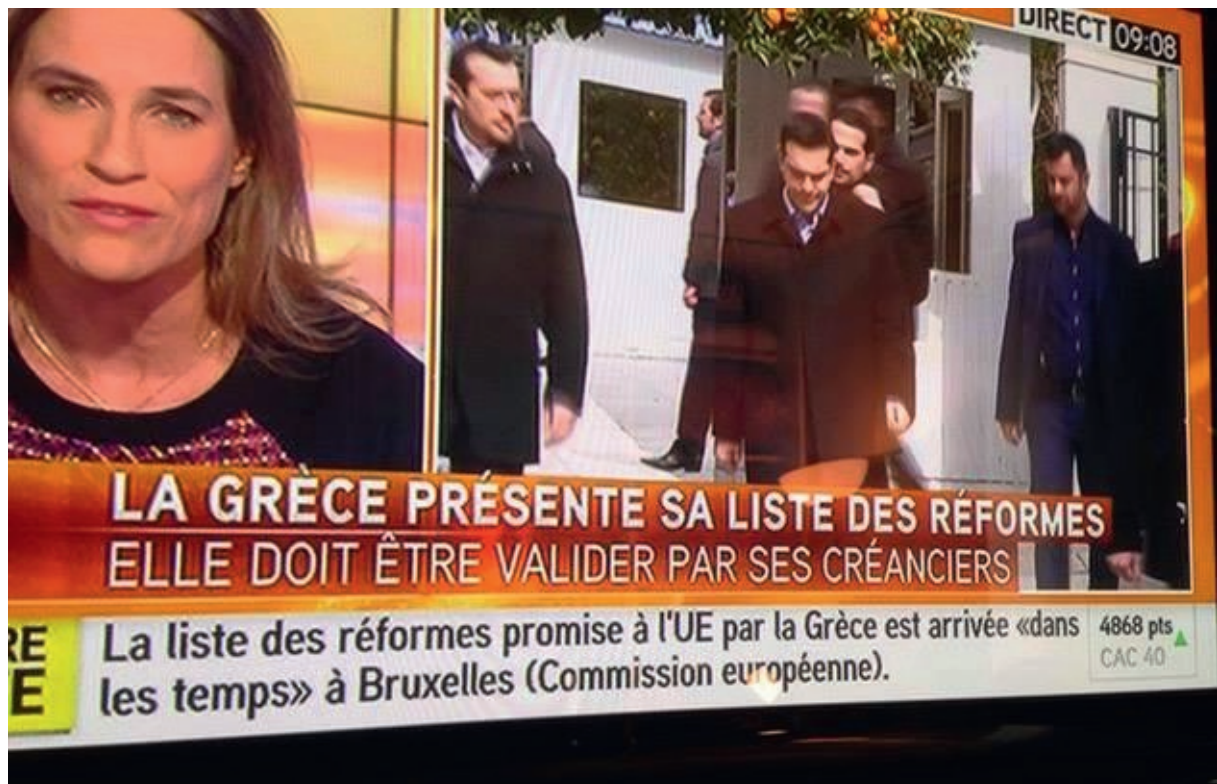 DIRECT 09:08
LA GRÈCE PRÉSENTE SA LISTE DES RÉFORMES
ELLE DOIT ÊTRE VALIDER PAR SES CRÉANCIERS
La liste des réformes promise à l'UE par la Grèce est arrivée «dans
les temps» à Bruxelles (Commission européenne).
4868 pts
CAC 40